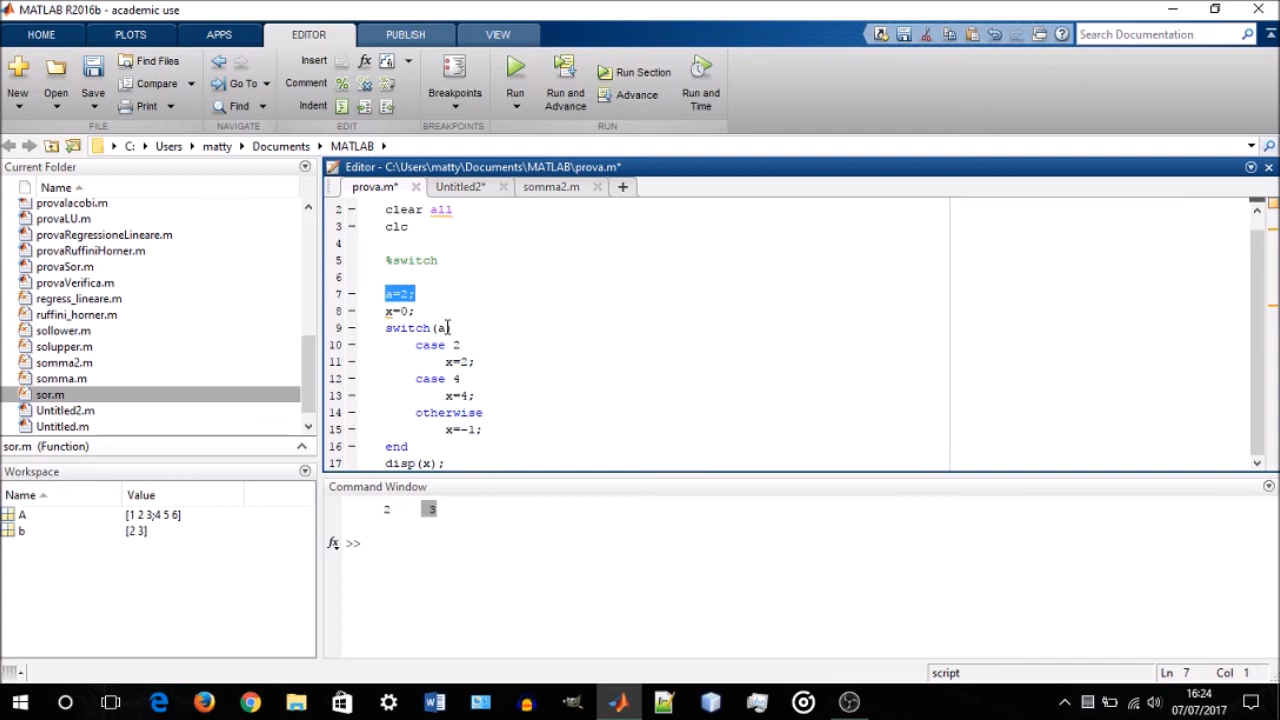 MATLAB R2016b - academic use
HOME PLOTS APPS EDITOR PUBLISH VIEW Search Documentation
New
Open
Save
Find Files
Compare
Print
FILE
Go To
Find
NAVIGATE
Insert fx
Comment
Indent
EDIT
Breakpoints
BREAKPOINTS
Run
Run and Advance
Run Section
Advance
Run and Time
RUN
C: Users matty Documents MATLAB
Current Folder
Name
provaIacobi.m
provaLU.m
provaRegressioneLineare.m
provaRuffiniHorner.m
provaSor.m
provaVerifica.m
regress_lineare.m
ruffini_horner.m
sollower.m
solupper.m
somma2.m
somma.m
sor.m
Untitled2.m
Untitled.m
sor.m (Function)
Workspace
Name Value
A [1 2 3;4 5 6]
b [2 3]
Editor - C:\Users\matty\Documents\MATLAB\prova.m*
prova.m* Untitled2* somma2.m
2 clear all
3 clc
4
5 %switch
6
7 a=2;
8 x=0;
9 switch(a)
10 case 2
11 x=2;
12 case 4
13 x=4;
14 otherwise
15 x=-1;
16 end
17 disp(x);
Command Window
2 3
fx >>
script Ln 7 Col 1
16:24
07/07/2017